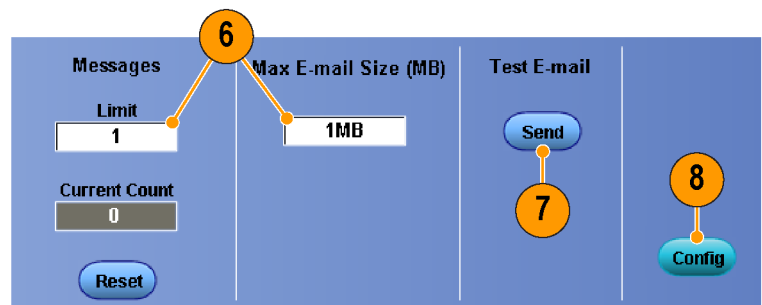 6
Messages
Max E-mail Size (MB)
Test E-mail
Limit
1
1MB
Send
Current Count
0
7
8
Reset
Config